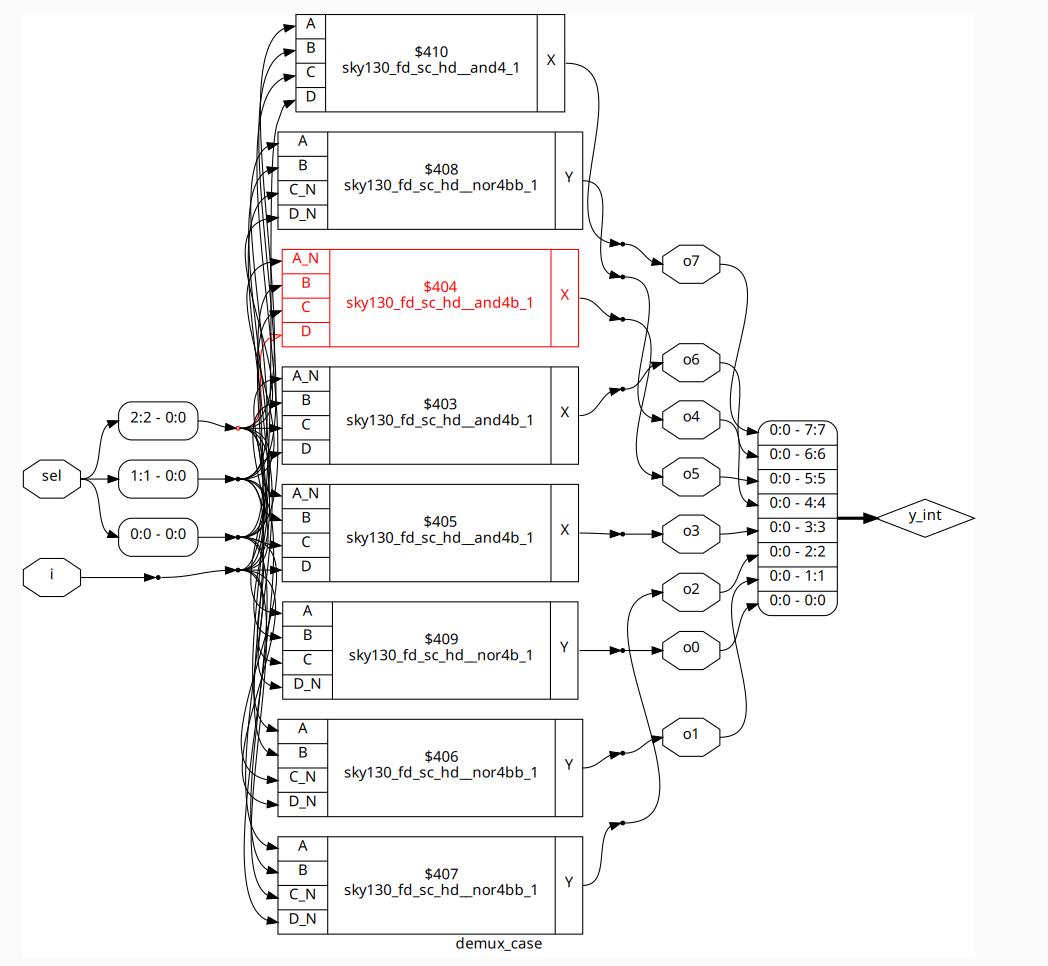 A
B
C
D
$410
sky130_fd_sc_hd__and4_1
X
A
B
C_N
D_N
$408
sky130_fd_sc_hd__nor4bb_1
Y
A_N
B
C
D
$404
sky130_fd_sc_hd__and4b_1
X
A_N
B
C
D
$403
sky130_fd_sc_hd__and4b_1
X
A_N
B
C
D
$405
sky130_fd_sc_hd__and4b_1
X
A
B
C
D_N
$409
sky130_fd_sc_hd__nor4b_1
Y
A
B
C_N
D_N
$406
sky130_fd_sc_hd__nor4bb_1
Y
A
B
C_N
D_N
$407
sky130_fd_sc_hd__nor4bb_1
Y
sel
i
2:2 - 0:0
1:1 - 0:0
0:0 - 0:0
o7
o6
o4
o5
o3
o2
o0
o1
0:0 - 7:7
0:0 - 6:6
0:0 - 5:5
0:0 - 4:4
0:0 - 3:3
0:0 - 2:2
0:0 - 1:1
0:0 - 0:0
y_int
demux_case